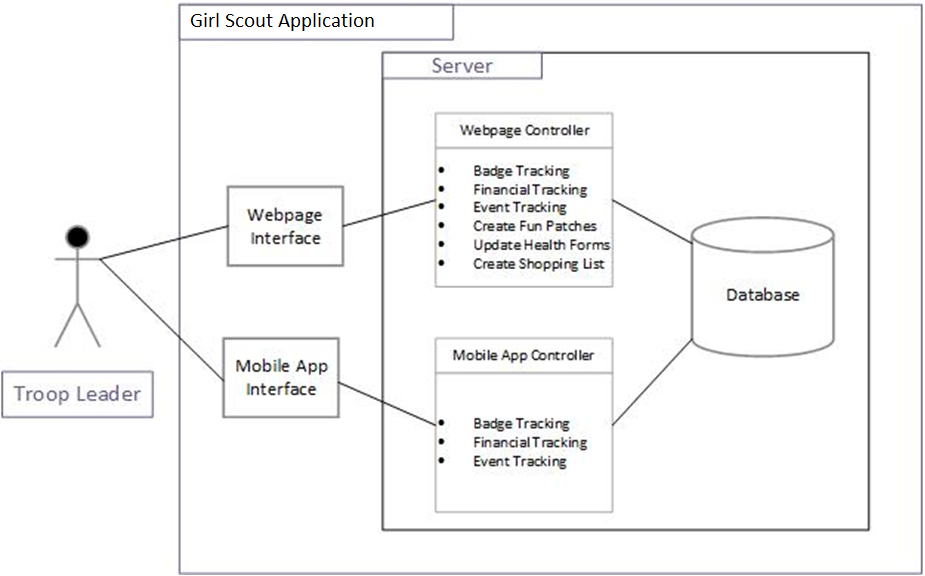 Girl Scout Application
Server
Webpage Controller
• Badge Tracking
• Financial Tracking
• Event Tracking
• Create Fun Patches
• Update Health Forms
• Create Shopping List
Webpage
Interface
Database
Mobile App Controller
• Badge Tracking
• Financial Tracking
• Event Tracking
Mobile App
Interface
Troop Leader